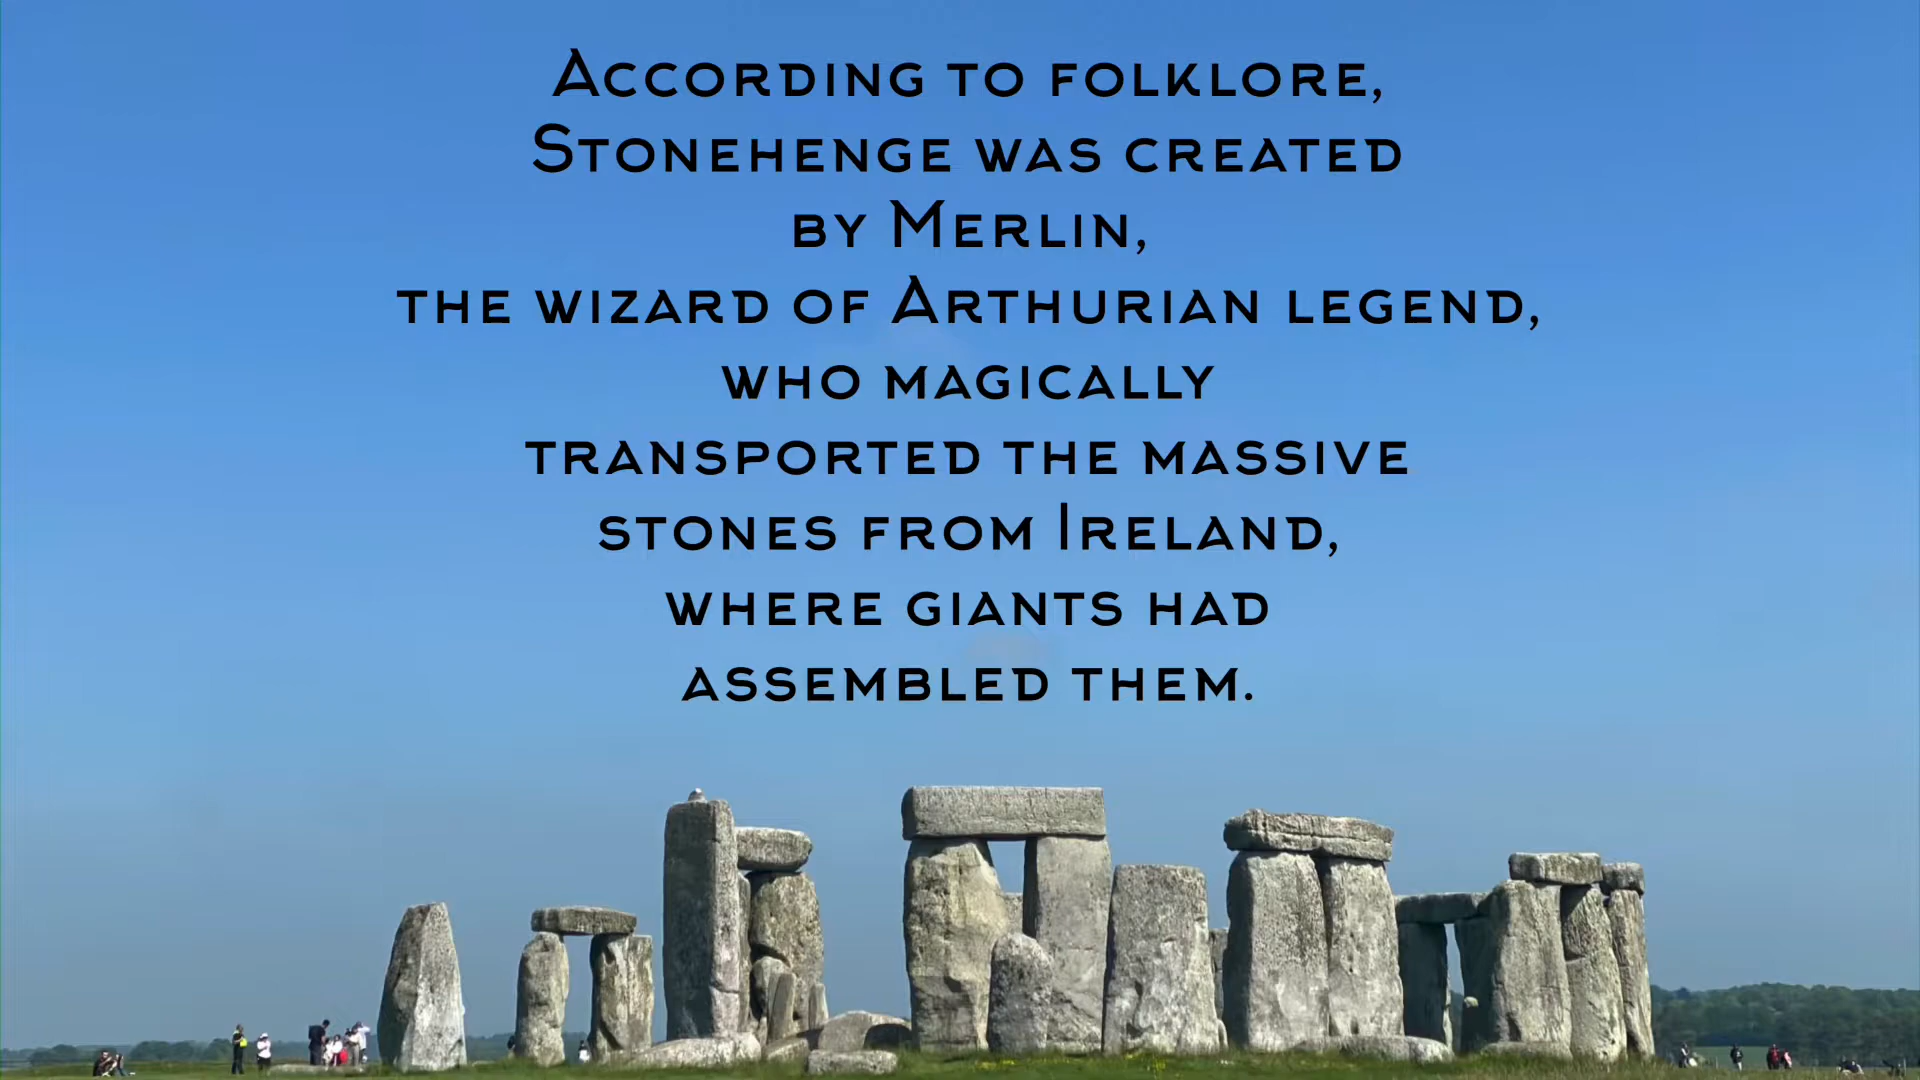 According to folklore,
Stonehenge was created
by Merlin,
the wizard of Arthurian legend,
who magically
transported the massive
stones from Ireland,
where giants had
assembled them.